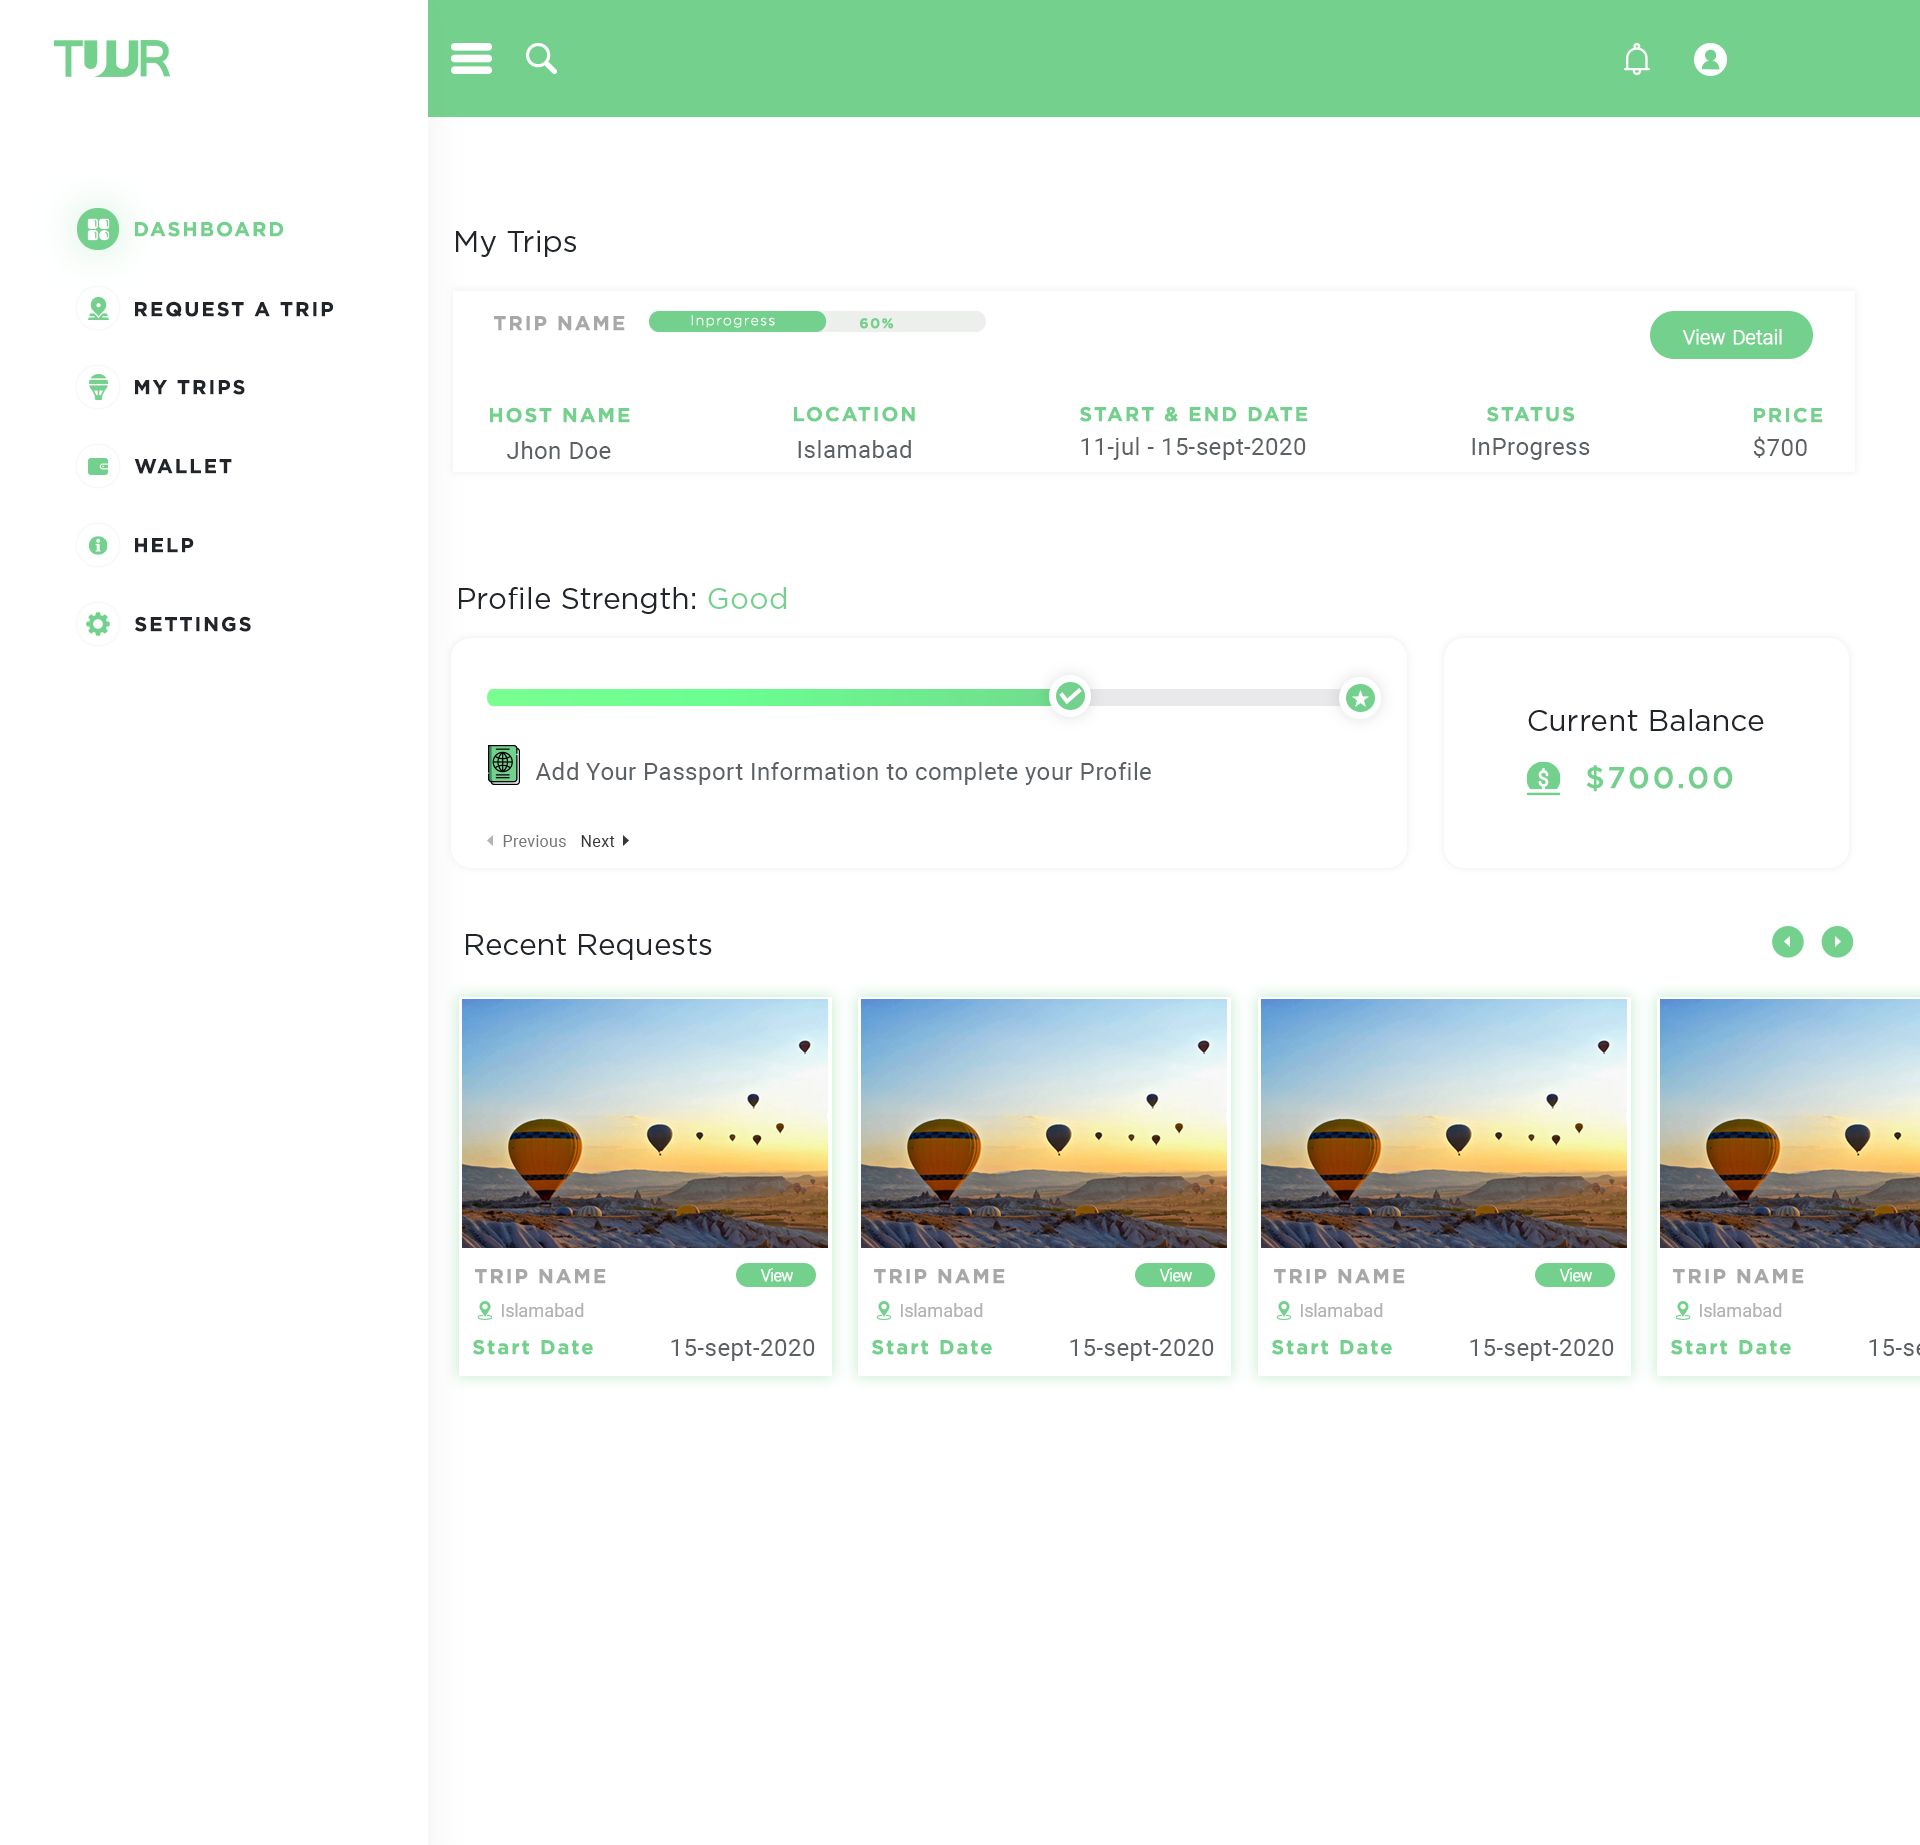 TUUR
DASHBOARD
REQUEST A TRIP
MY TRIPS
WALLET
HELP
SETTINGS
My Trips
TRIP NAME Inprogress 60% View Detail
HOST NAME LOCATION START & END DATE STATUS PRICE
Jhon Doe Islamabad 11-jul - 15-sept-2020 InProgress $700
Profile Strength: Good
Add Your Passport Information to complete your Profile
Previous Next
Current Balance
$700.00
Recent Requests
TRIP NAME View
Islamabad
Start Date 15-sept-2020
TRIP NAME View
Islamabad
Start Date 15-sept-2020
TRIP NAME View
Islamabad
Start Date 15-sept-2020
TRIP NAME
Islamabad
Start Date 15-se